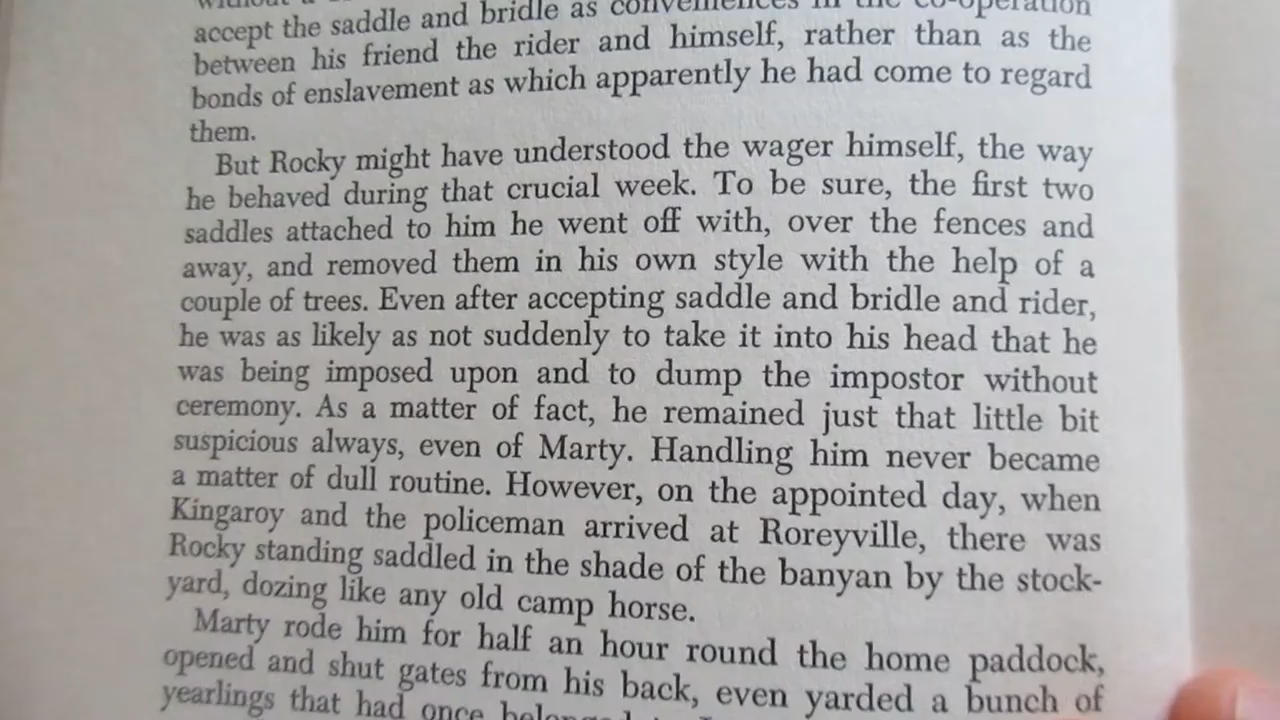 accept the saddle and bridle as conveniences in the co-operation
between his friend the rider and himself, rather than as the
bonds of enslavement as which apparently he had come to regard
them.
But Rocky might have understood the wager himself, the way
he behaved during that crucial week. To be sure, the first two
saddles attached to him he went off with, over the fences and
away, and removed them in his own style with the help of a
couple of trees. Even after accepting saddle and bridle and rider,
he was as likely as not suddenly to take it into his head that he
was being imposed upon and to dump the impostor without
ceremony. As a matter of fact, he remained just that little bit
suspicious always, even of Marty. Handling him never became
a matter of dull routine. However, on the appointed day, when
Kingaroy and the policeman arrived at Roreyville, there was
Rocky standing saddled in the shade of the banyan by the stock-
yard, dozing like any old camp horse.
Marty rode him for half an hour round the home paddock,
opened and shut gates from his back, even yarded a bunch of
yearlings that had once